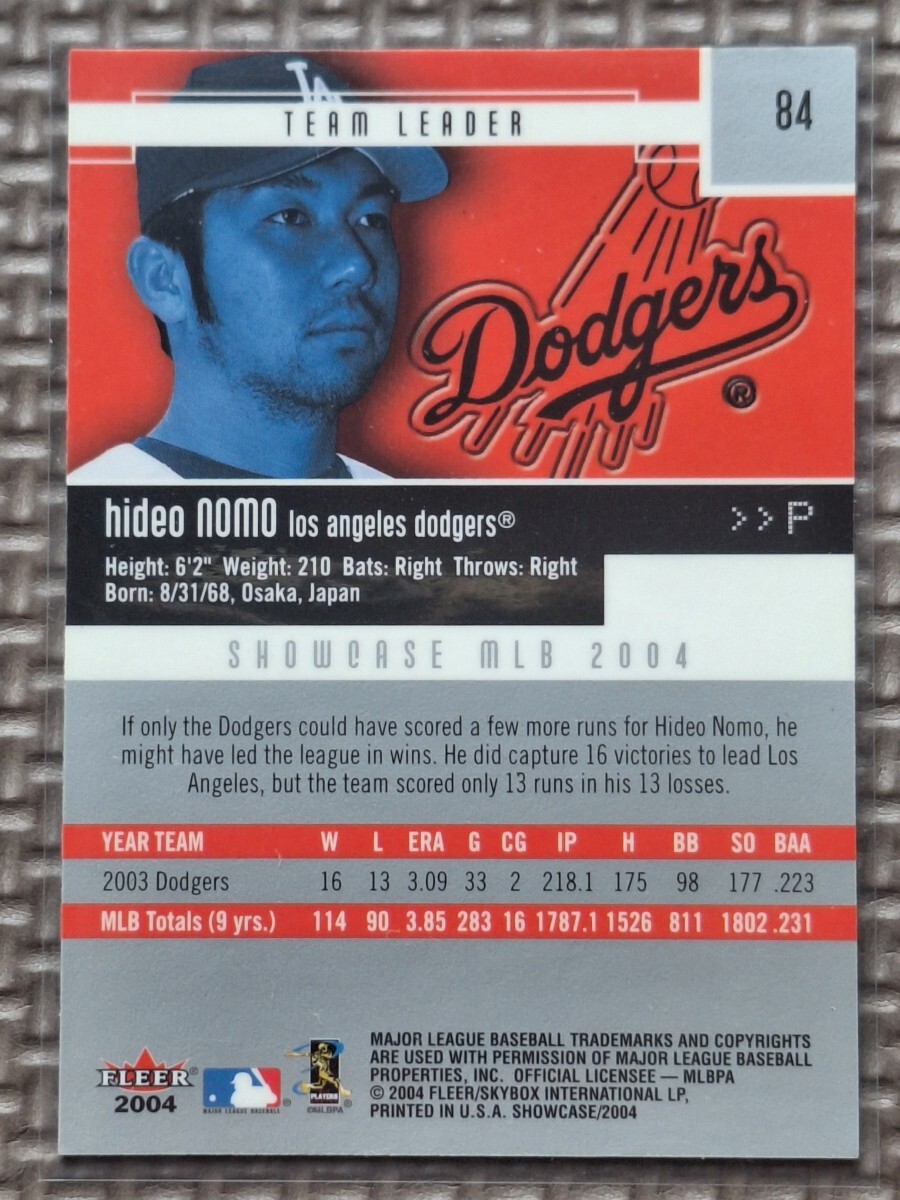 LA
TEAM LEADER
84
Dodgers®
hideo nomo los angeles dodgers®
>>P
Height: 6'2" Weight: 210 Bats: Right Throws: Right
Born: 8/31/68, Osaka, Japan
SHOWCASE MLB 2004
If only the Dodgers could have scored a few more runs for Hideo Nomo, he
might have led the league in wins. He did capture 16 victories to lead Los
Angeles, but the team scored only 13 runs in his 13 losses.
YEAR TEAM W L ERA G CG IP H BB SO BAA
2003 Dodgers 16 13 3.09 33 2 218.1 175 98 177 .223
MLB Totals (9 yrs.) 114 90 3.85 283 16 1787.1 1526 811 1802 .231
FLEER
2004
MAJOR LEAGUE BASEBALL®
PLAYERS
©MLBPA
MAJOR LEAGUE BASEBALL TRADEMARKS AND COPYRIGHTS
ARE USED WITH PERMISSION OF MAJOR LEAGUE BASEBALL
PROPERTIES, INC. OFFICIAL LICENSEE — MLBPA
© 2004 FLEER/SKYBOX INTERNATIONAL LP,
PRINTED IN U.S.A. SHOWCASE/2004